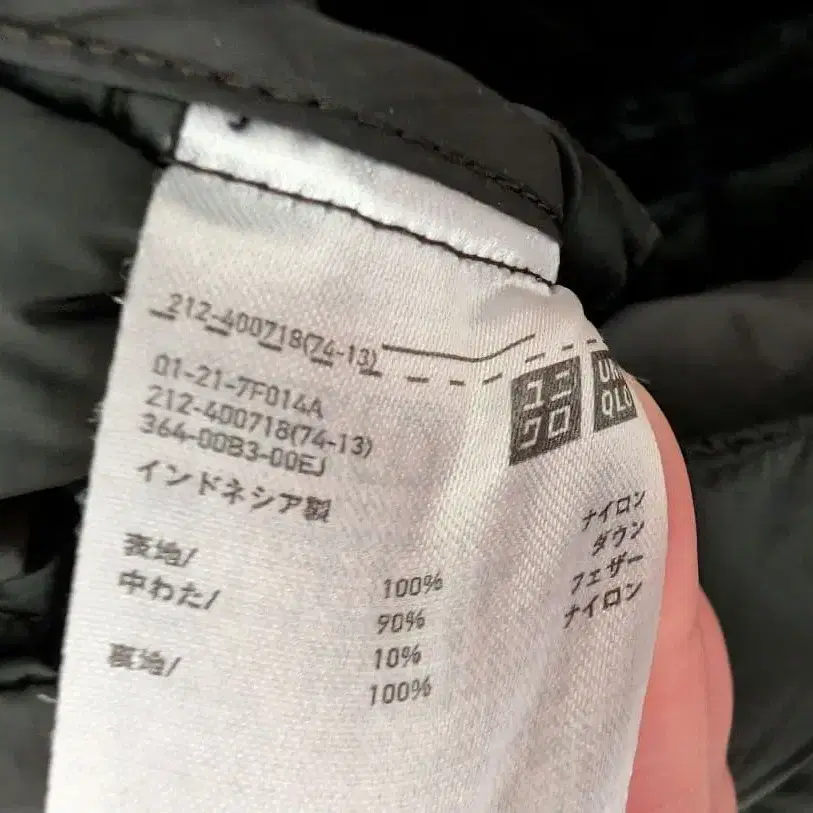 212-400718(74-13)
ユニ
クロ
UNI
QLO
01-21-7F014A
212-400718(74-13)
364-00B3-00EJ
インドネシア製
表地/ 100% ナイロン
中わた/ 90% ダウン
10% フェザー
裏地/ 100% ナイロン